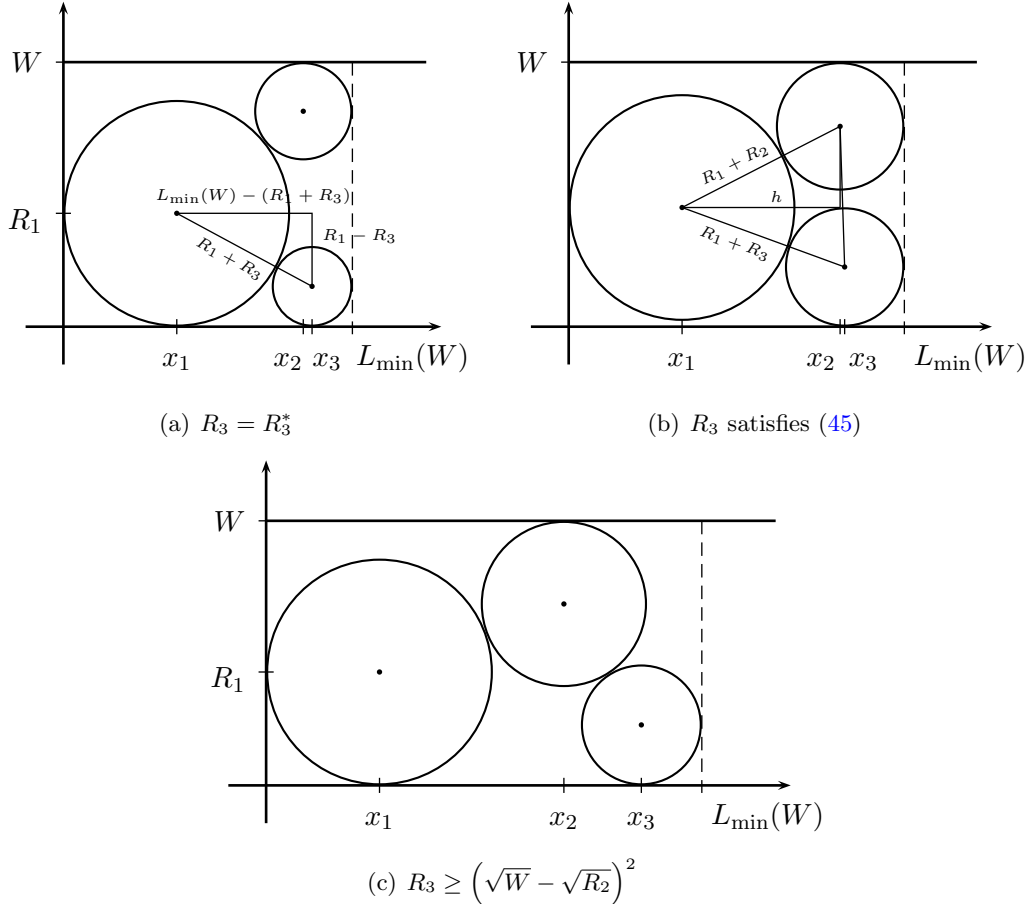 W
L_min(W) − (R_1 + R_3)
R_1
R_1 − R_3
R_1 + R_3
x_1 x_2 x_3 L_min(W)
(a) R_3 = R_3^*
W
R_1 + R_2
h
R_1 + R_3
x_1 x_2 x_3 L_min(W)
(b) R_3 satisfies (45)
W
R_1
x_1 x_2 x_3 L_min(W)
(c) R_3 ≥ (√W − √R_2)^2